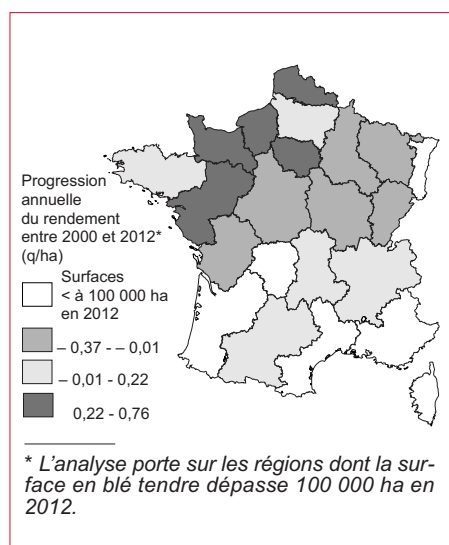 Progression
annuelle
du rendement
entre 2000 et 2012*
(q/ha)
Surfaces
< à 100 000 ha
en 2012
– 0,37 - – 0,01
– 0,01 - 0,22
0,22 - 0,76
* L'analyse porte sur les régions dont la sur-
face en blé tendre dépasse 100 000 ha en
2012.